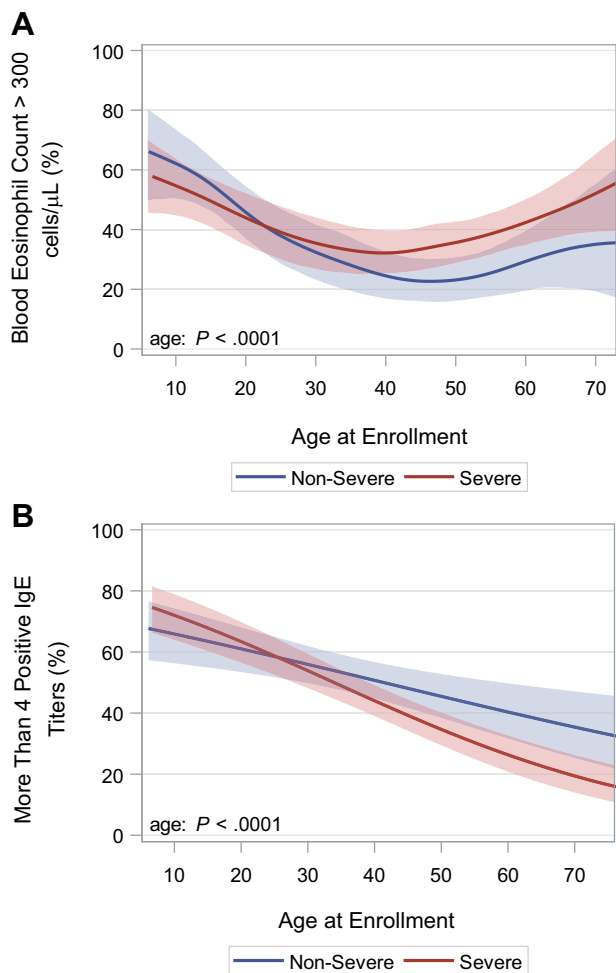 A
Blood Eosinophil Count > 300
cells/μL (%)
100
80
60
40
20
0
age: P < .0001
10 20 30 40 50 60 70
Age at Enrollment
Non-Severe Severe
B
More Than 4 Positive IgE
Titers (%)
100
80
60
40
20
0
age: P < .0001
10 20 30 40 50 60 70
Age at Enrollment
Non-Severe Severe